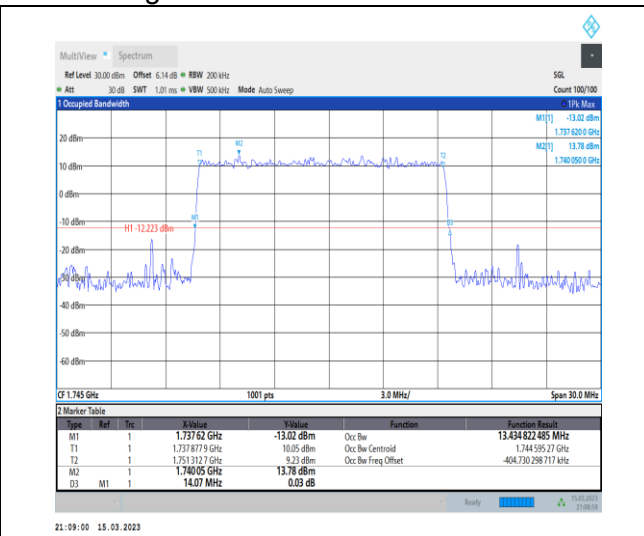 MultiView Spectrum
Ref Level 30.00 dBm Offset 6.14 dB RBW 200 kHz SGL
Att 30 dB SWT 1.01 ms VBW 500 kHz Mode Auto Sweep Count 100/100
1 Occupied Bandwidth 1Pk Max
M1[1] -13.02 dBm
1.737 620 0 GHz
M2[1] 13.78 dBm
1.740 050 0 GHz
20 dBm
M2
T1
T2
10 dBm
0 dBm
-10 dBm
M1
D3
H1 -12.223 dBm
-20 dBm
-30 dBm
-40 dBm
-50 dBm
-60 dBm
CF 1.745 GHz 1001 pts 3.0 MHz/ Span 30.0 MHz
2 Marker Table
Type Ref Trc X-Value Y-Value Function Function Result
M1 1 1.737 62 GHz -13.02 dBm Occ Bw 13.434 822 485 MHz
T1 1 1.737 877 9 GHz 10.05 dBm Occ Bw Centroid 1.744 595 27 GHz
T2 1 1.751 312 7 GHz 9.23 dBm Occ Bw Freq Offset -404.730 298 717 kHz
M2 1 1.740 05 GHz 13.78 dBm
D3 M1 1 14.07 MHz 0.03 dB
Ready 15.03.2023
21:08:59
21:09:00 15.03.2023